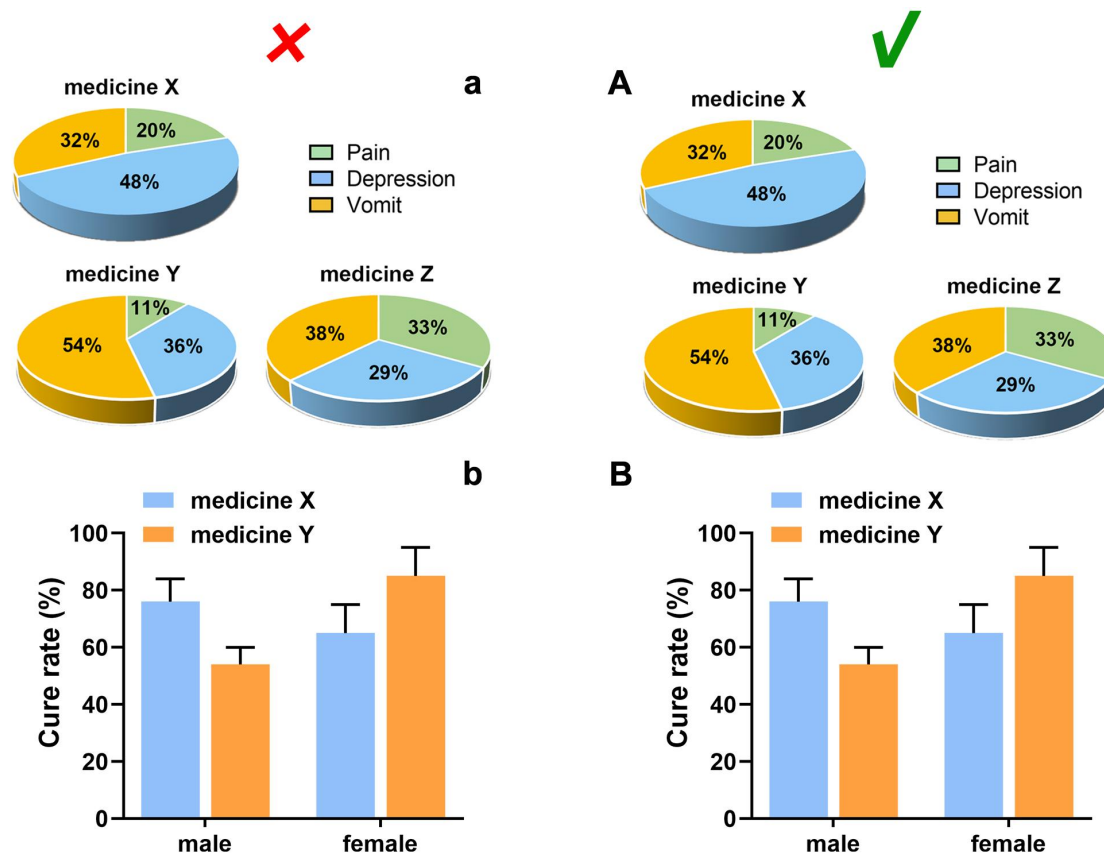 a
medicine X
32%
20%
48%
Pain
Depression
Vomit
medicine Y
11%
54%
36%
medicine Z
38%
33%
29%
b
medicine X
medicine Y
Cure rate (%)
100
80
60
40
20
0
male
female
A
medicine X
32%
20%
48%
Pain
Depression
Vomit
medicine Y
11%
54%
36%
medicine Z
38%
33%
29%
B
medicine X
medicine Y
Cure rate (%)
100
80
60
40
20
0
male
female